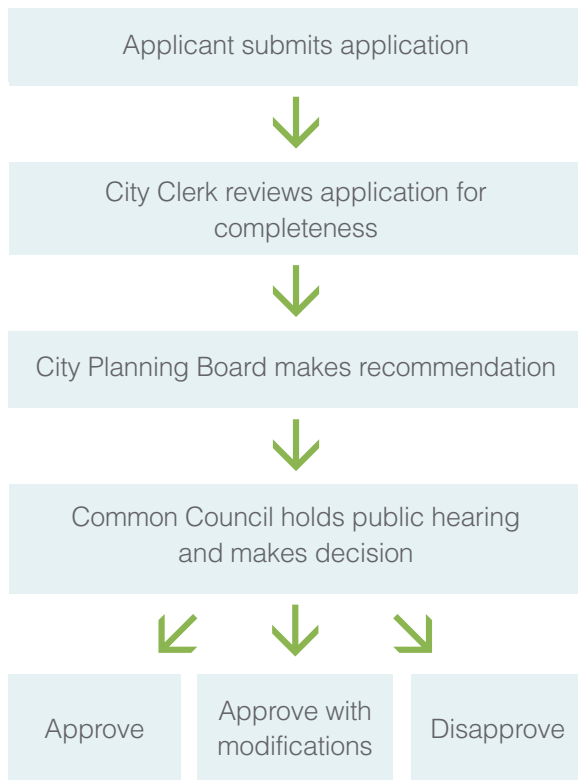 Applicant submits application
City Clerk reviews application for
completeness
City Planning Board makes recommendation
Common Council holds public hearing
and makes decision
Approve
Approve with
modifications
Disapprove